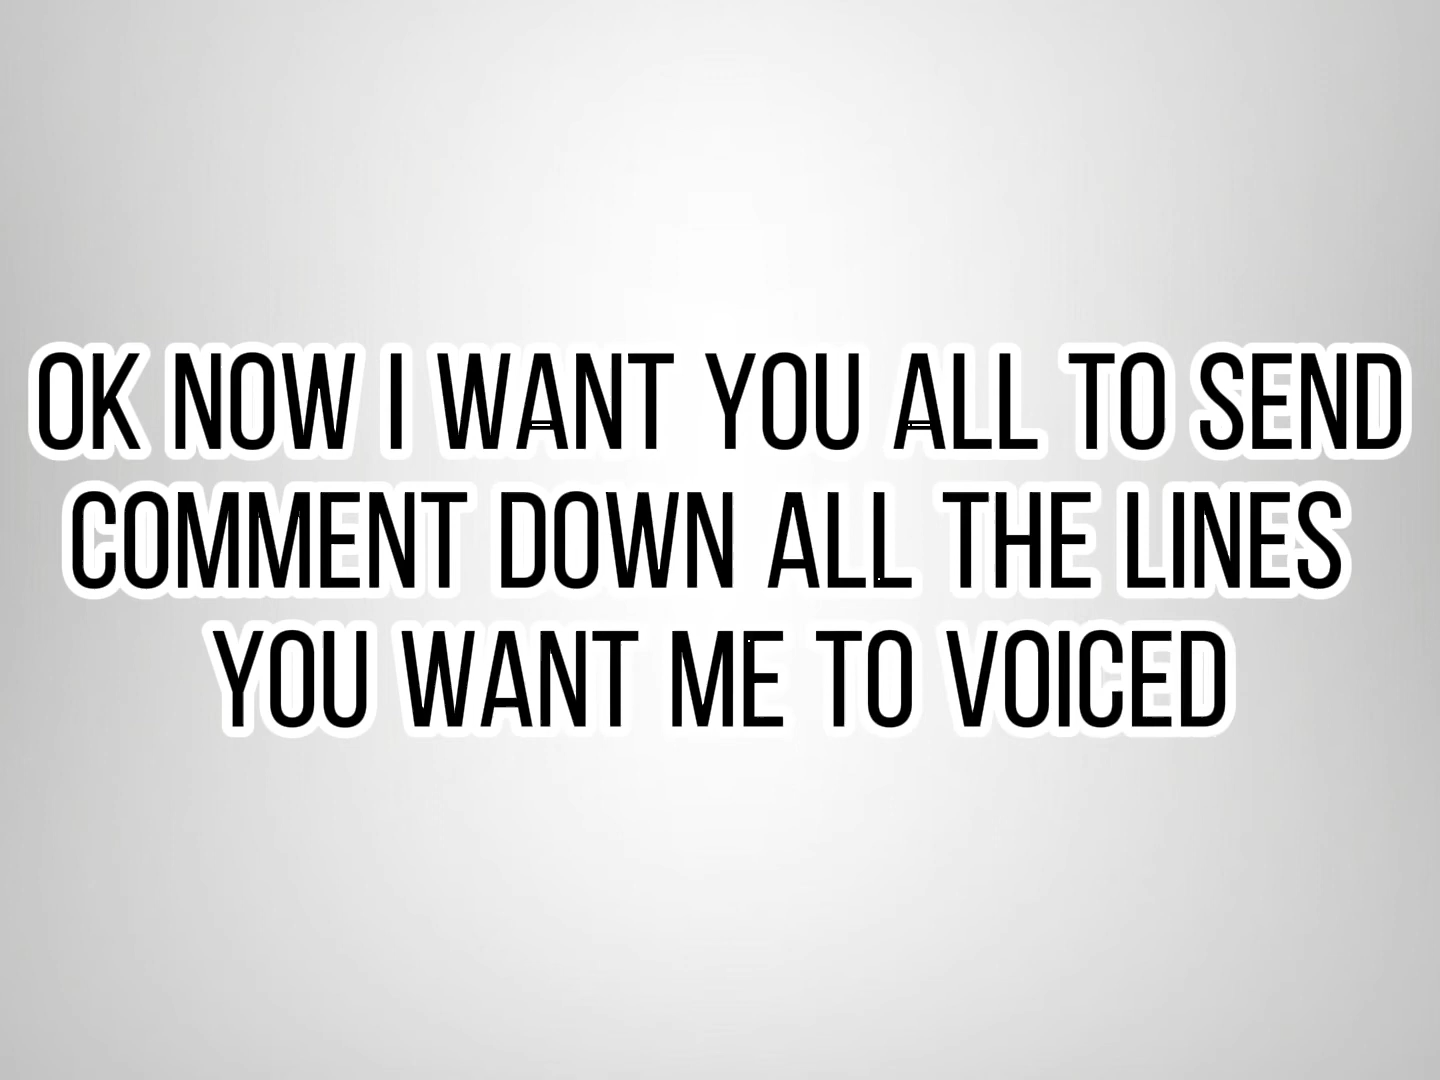 OK NOW I WANT YOU ALL TO SEND
COMMENT DOWN ALL THE LINES
YOU WANT ME TO VOICED